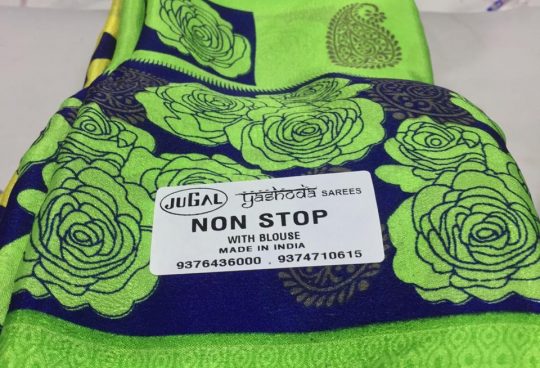 JUGAL yashoda SAREES
NON STOP
WITH BLOUSE
MADE IN INDIA
9376436000 . 9374710615